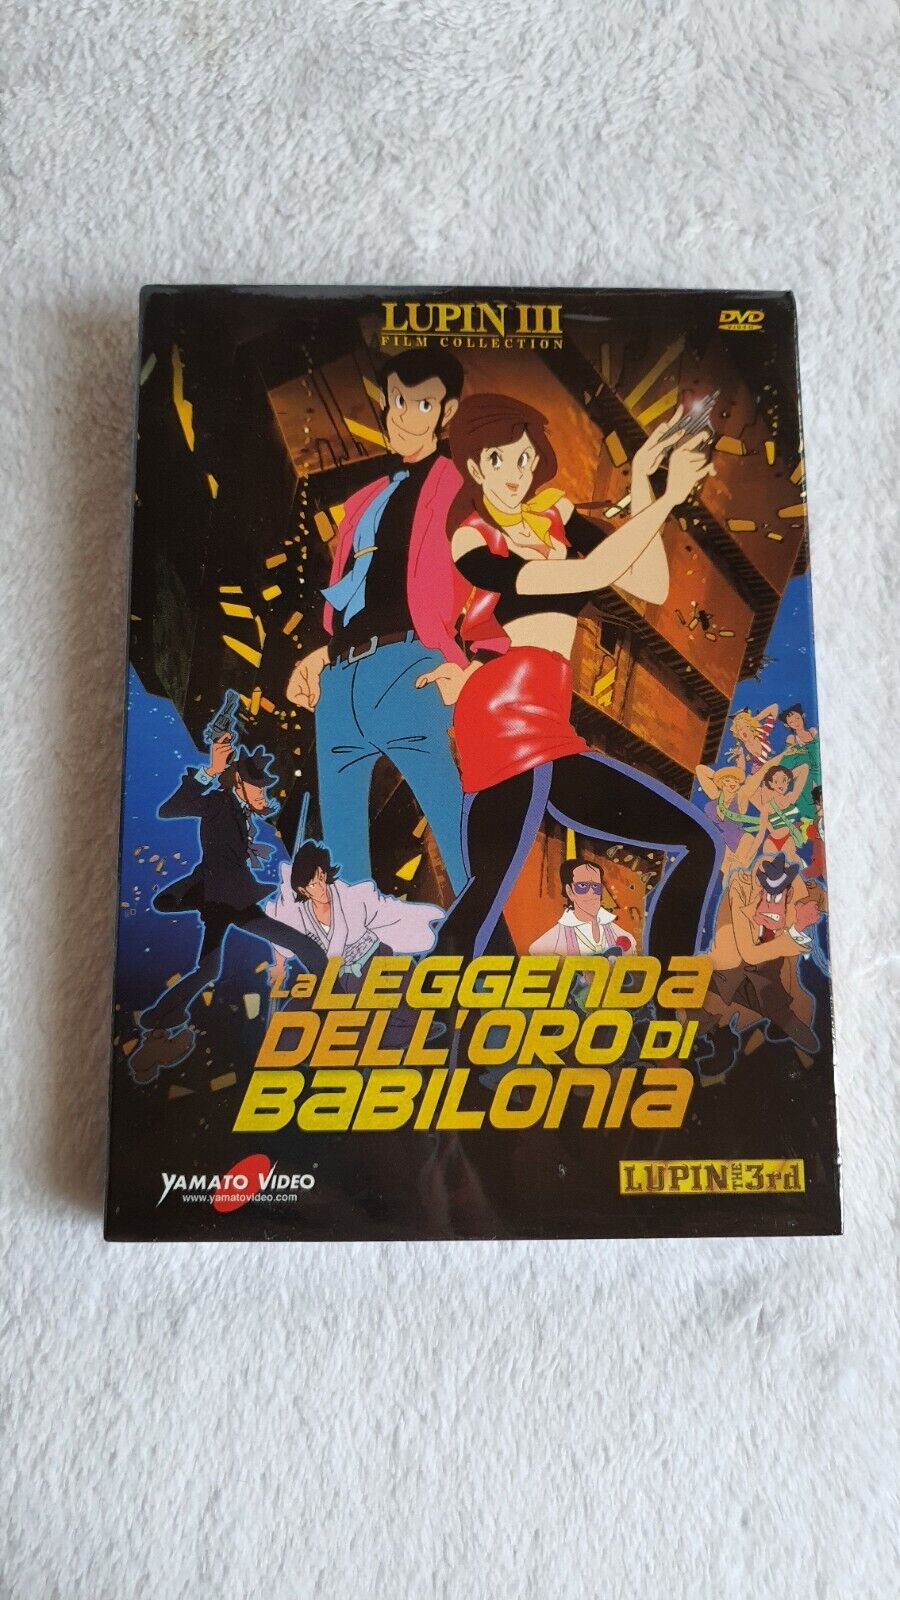 LUPIN III
FILM COLLECTION
DVD
VIDEO
La LEGGENDA
DELL'ORO DI
BABILONIA
YAMATO VIDEO®
www.yamatovideo.com
LUPIN THE 3rd